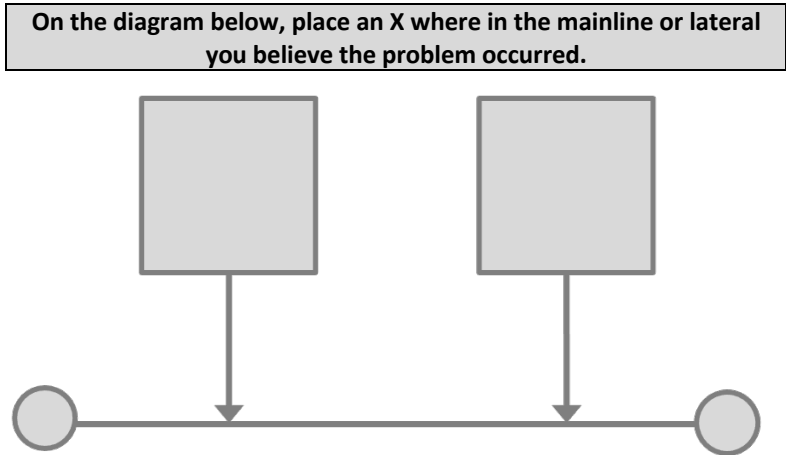 On the diagram below, place an X where in the mainline or lateral
you believe the problem occurred.